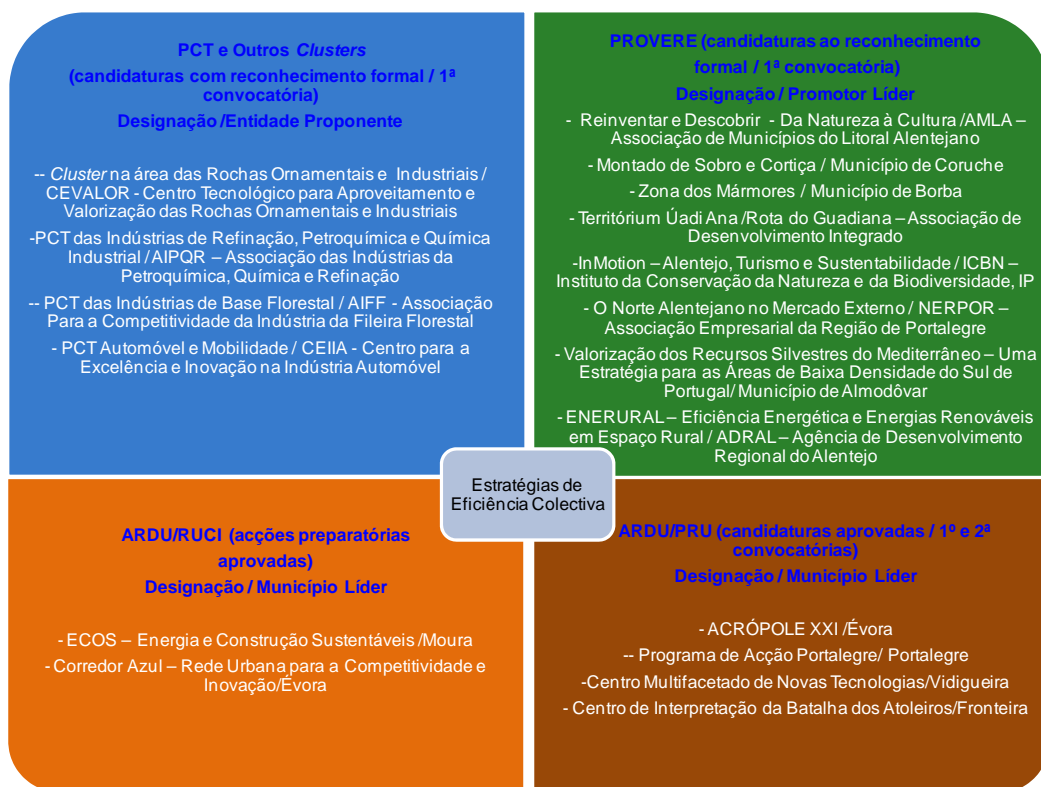 PCT e Outros Clusters
(candidaturas com reconhecimento formal / 1ª
convocatória)
Designação /Entidade Proponente
-- Cluster na área das Rochas Ornamentais e Industriais /
CEVALOR - Centro Tecnológico para Aproveitamento e
Valorização das Rochas Ornamentais e Industriais
-PCT das Indústrias de Refinação, Petroquímica e Química
Industrial / AIPQR – Associação das Indústrias da
Petroquímica, Química e Refinação
-- PCT das Indústrias de Base Florestal / AIFF - Associação
Para a Competitividade da Indústria da Fileira Florestal
- PCT Automóvel e Mobilidade / CEIIA - Centro para a
Excelência e Inovação na Indústria Automóvel
PROVERE (candidaturas ao reconhecimento
formal / 1ª convocatória)
Designação / Promotor Líder
- Reinventar e Descobrir - Da Natureza à Cultura /AMLA –
Associação de Municípios do Litoral Alentejano
- Montado de Sobro e Cortiça / Município de Coruche
- Zona dos Mármores / Município de Borba
- Territórium Úadi Ana /Rota do Guadiana – Associação de
Desenvolvimento Integrado
-InMotion – Alentejo, Turismo e Sustentabilidade / ICBN –
Instituto da Conservação da Natureza e da Biodiversidade, IP
- O Norte Alentejano no Mercado Externo / NERPOR –
Associação Empresarial da Região de Portalegre
- Valorização dos Recursos Silvestres do Mediterrâneo – Uma
Estratégia para as Áreas de Baixa Densidade do Sul de
Portugal/ Município de Almodôvar
- ENERURAL – Eficiência Energética e Energias Renováveis
em Espaço Rural / ADRAL – Agência de Desenvolvimento
Regional do Alentejo
Estratégias de
Eficiência Colectiva
ARDU/RUCI (acções preparatórias
aprovadas)
Designação / Município Líder
- ECOS – Energia e Construção Sustentáveis /Moura
- Corredor Azul – Rede Urbana para a Competitividade e
Inovação/Évora
ARDU/PRU (candidaturas aprovadas / 1º e 2ª
convocatórias)
Designação / Município Líder
- ACRÓPOLE XXI /Évora
-- Programa de Acção Portalegre/ Portalegre
-Centro Multifacetado de Novas Tecnologias/Vidigueira
- Centro de Interpretação da Batalha dos Atoleiros/Fronteira